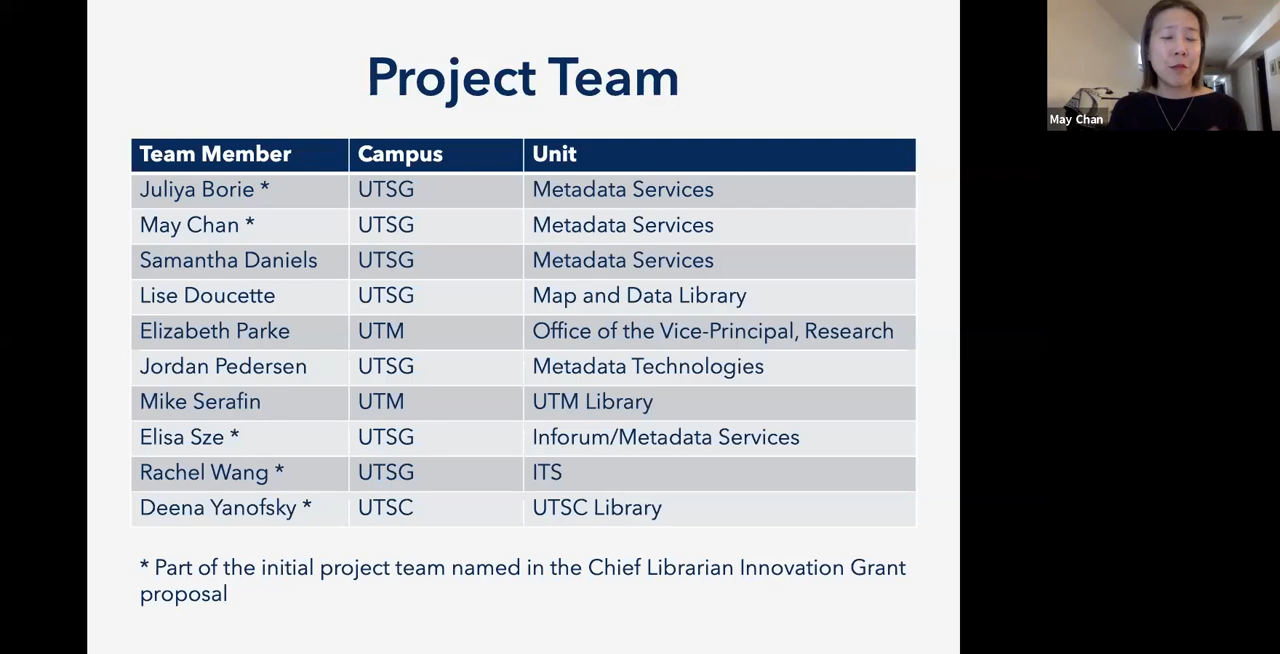 Project Team
Team Member Campus Unit
Juliya Borie * UTSG Metadata Services
May Chan * UTSG Metadata Services
Samantha Daniels UTSG Metadata Services
Lise Doucette UTSG Map and Data Library
Elizabeth Parke UTM Office of the Vice-Principal, Research
Jordan Pedersen UTSG Metadata Technologies
Mike Serafin UTM UTM Library
Elisa Sze * UTSG Inforum/Metadata Services
Rachel Wang * UTSG ITS
Deena Yanofsky * UTSC UTSC Library
* Part of the initial project team named in the Chief Librarian Innovation Grant
proposal
May Chan